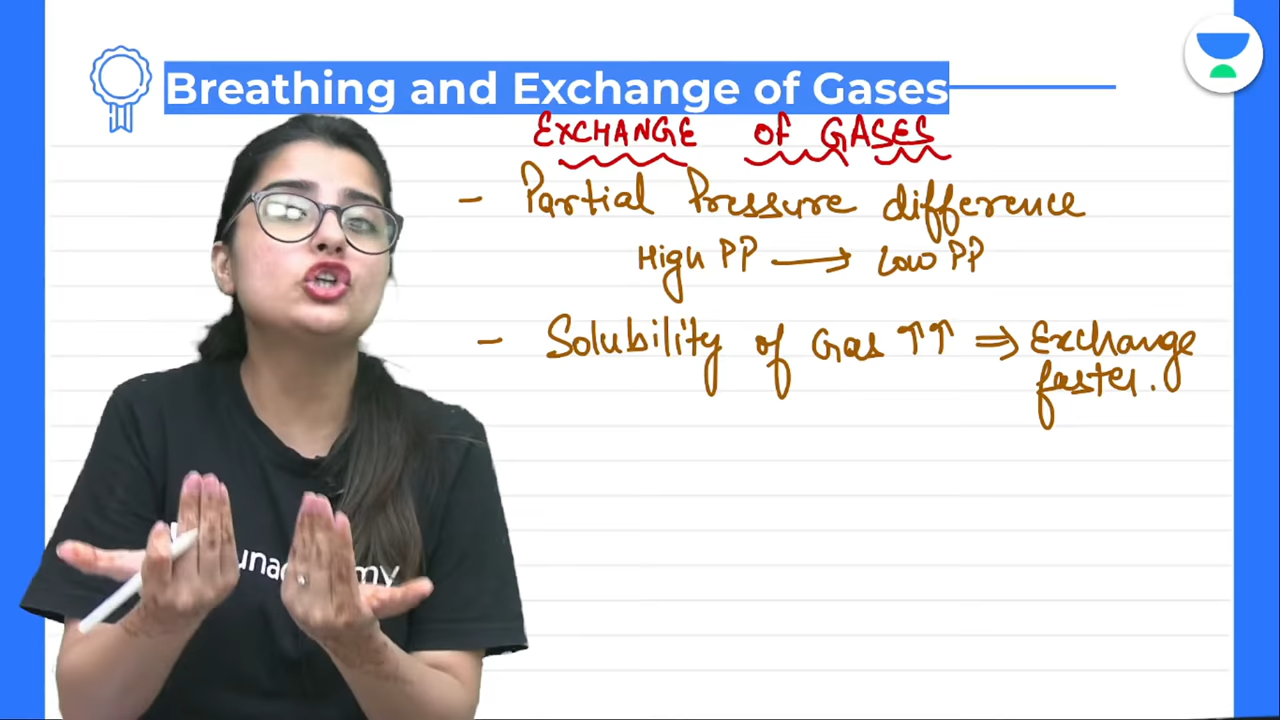 Breathing and Exchange of Gases
EXCHANGE OF GASES
- Partial Pressure difference
High PP → Low PP
- Solubility of Gas ↑↑ ⇒ Exchange
faster.